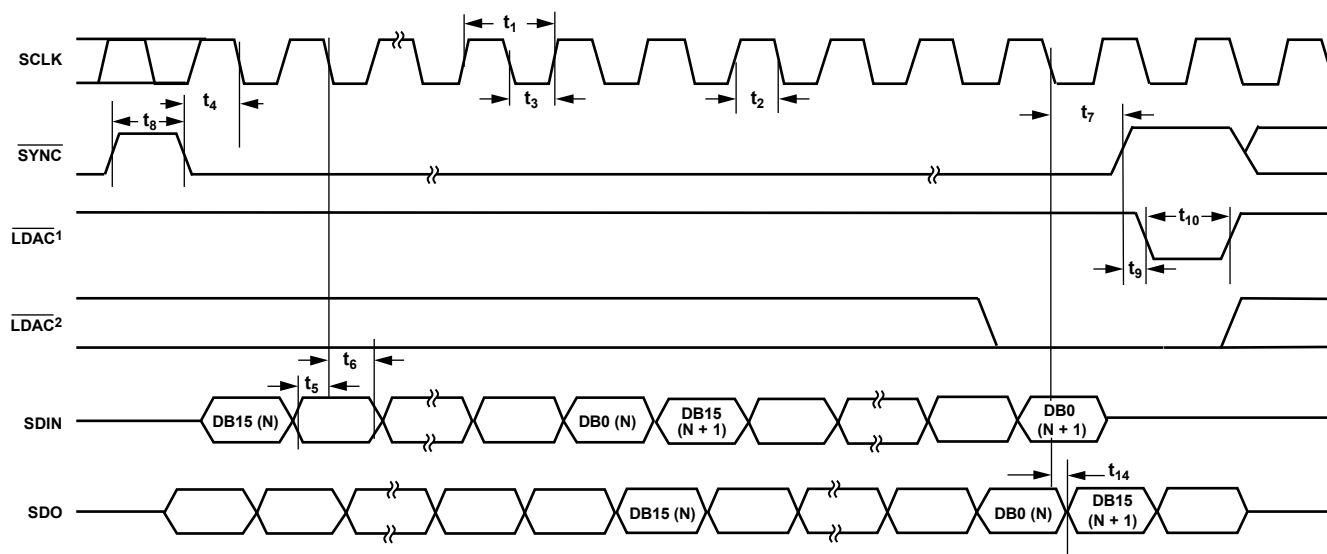 t1
SCLK
t4
t3
t2
t7
t8
SYNC
LDAC1
t10
t9
LDAC2
t6
t5
SDIN
DB15 (N)
DB0 (N)
DB15
(N + 1)
DB0
(N + 1)
t14
SDO
DB15 (N)
DB0 (N)
DB15
(N + 1)